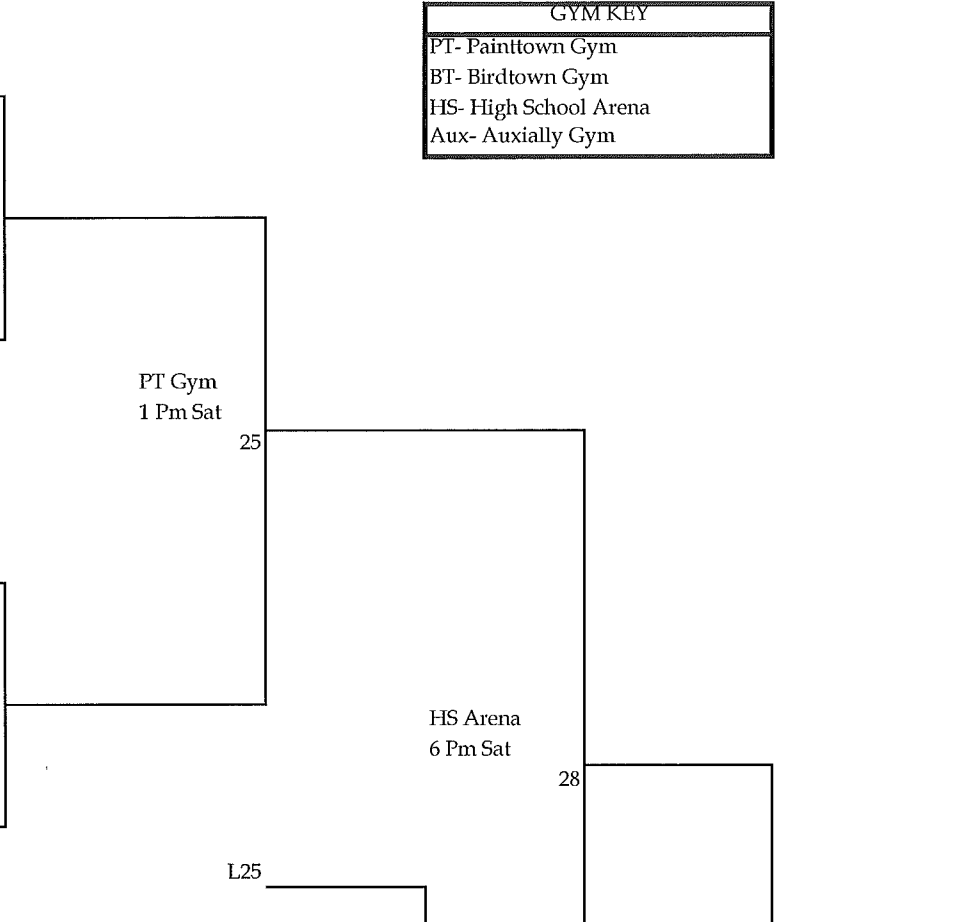 GYM KEY
PT- Painttown Gym
BT- Birdtown Gym
HS- High School Arena
Aux- Auxially Gym
PT Gym
1 Pm Sat
25
HS Arena
6 Pm Sat
28
L25